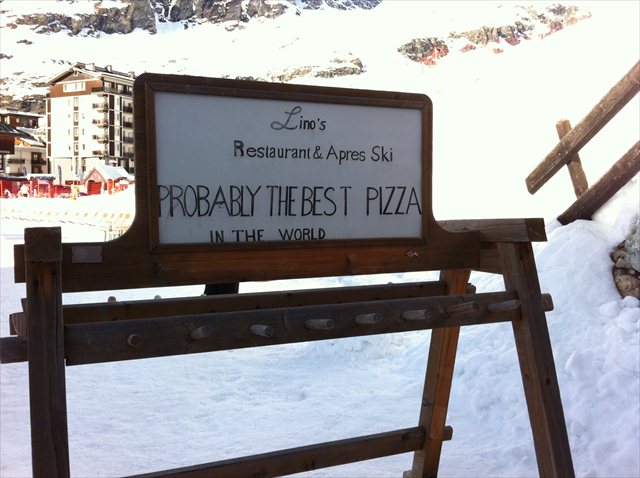 Lino's
Restaurant & Apres Ski
PROBABLY THE BEST PIZZA
IN THE WORLD